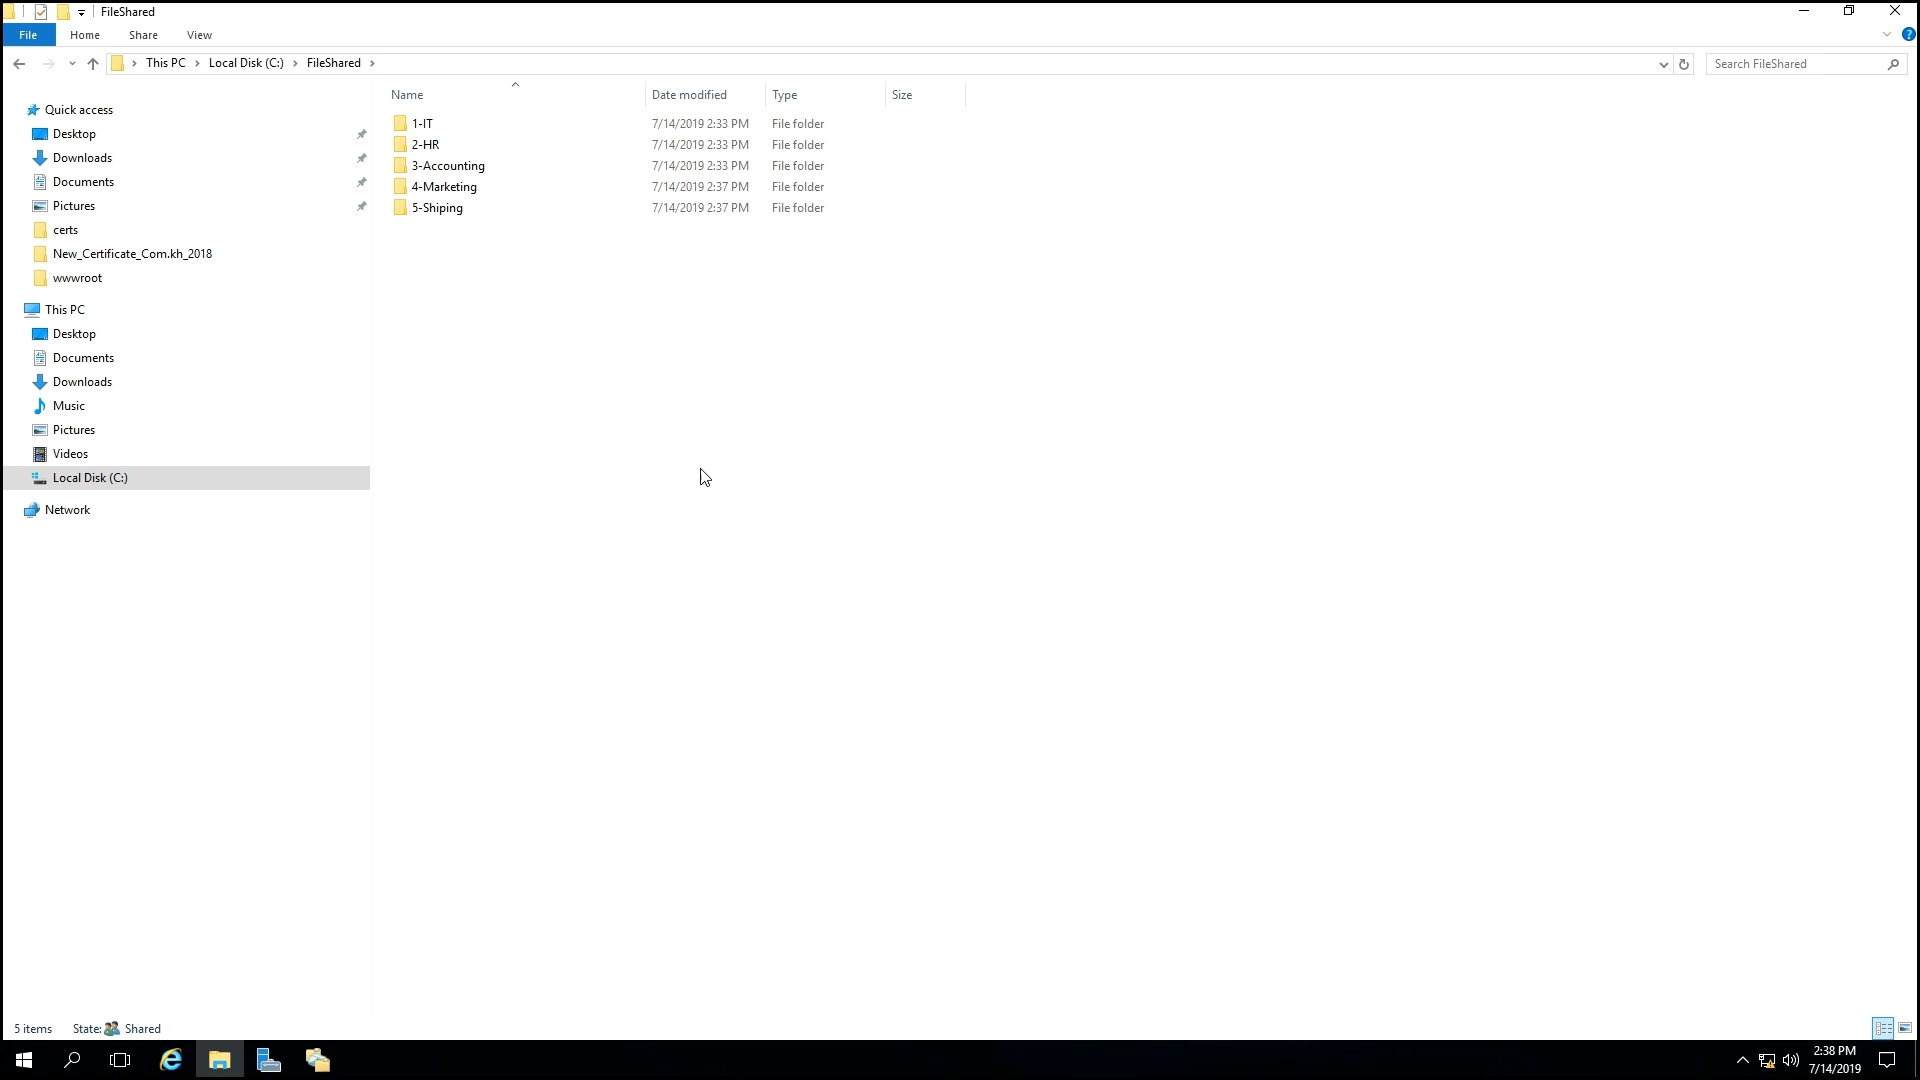 FileShared
File Home Share View
This PC Local Disk (C:) FileShared Search FileShared
Name Date modified Type Size
1-IT 7/14/2019 2:33 PM File folder
2-HR 7/14/2019 2:33 PM File folder
3-Accounting 7/14/2019 2:33 PM File folder
4-Marketing 7/14/2019 2:37 PM File folder
5-Shiping 7/14/2019 2:37 PM File folder
Quick access
Desktop
Downloads
Documents
Pictures
certs
New_Certificate_Com.kh_2018
wwwroot
This PC
Desktop
Documents
Downloads
Music
Pictures
Videos
Local Disk (C:)
Network
5 items State: Shared
2:38 PM
7/14/2019